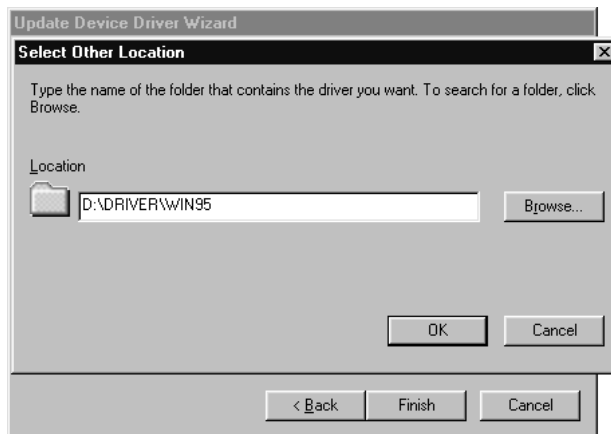 Update Device Driver Wizard
Select Other Location
Type the name of the folder that contains the driver you want. To search for a folder, click
Browse.
Location
D:\DRIVER\WIN95
Browse...
OK
Cancel
< Back
Finish
Cancel